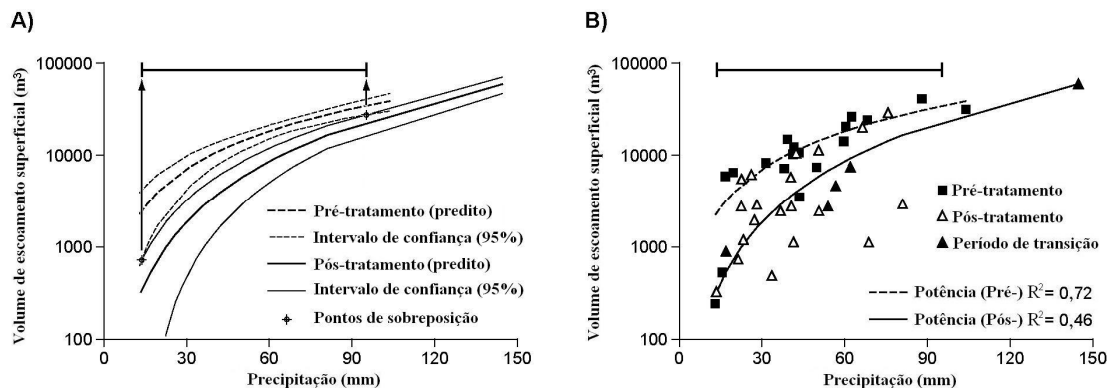 A)
Volume de escoamento superficial (m³)
100000
10000
1000
100
Pré-tratamento (predito)
Intervalo de confiança (95%)
Pós-tratamento (predito)
Intervalo de confiança (95%)
Pontos de sobreposição
0 30 60 90 120 150
Precipitação (mm)
B)
Volume de escoamento superficial (m³)
100000
10000
1000
100
Pré-tratamento
Pós-tratamento
Período de transição
Potência (Pré-) R²= 0,72
Potência (Pós-) R²= 0,46
0 30 60 90 120 150
Precipitação (mm)